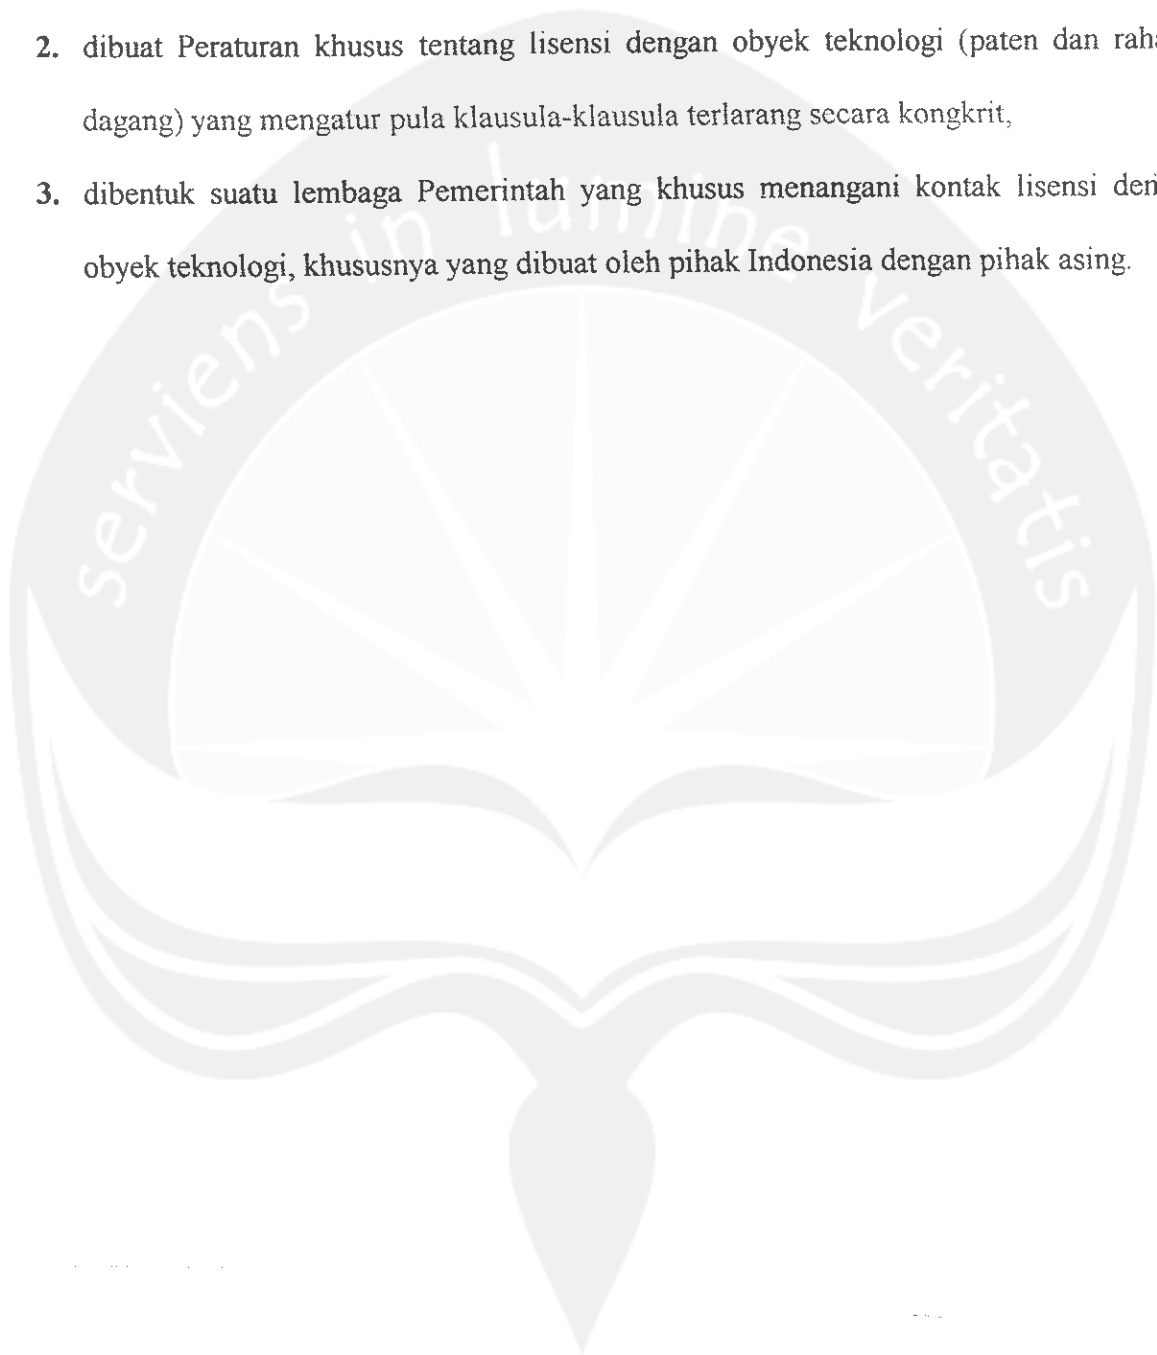 2. dibuat Peraturan khusus tentang lisensi dengan obyek teknologi (paten dan
dagang) yang mengatur pula klausula-klausula terlarang secara kongkrit,
3. dibentuk suatu lembaga Pemerintah yang khusus menangani kontak lisensi
obyek teknologi, khususnya yang dibuat oleh pihak Indonesia dengan pihak asing.
serviens in lumine veritatis